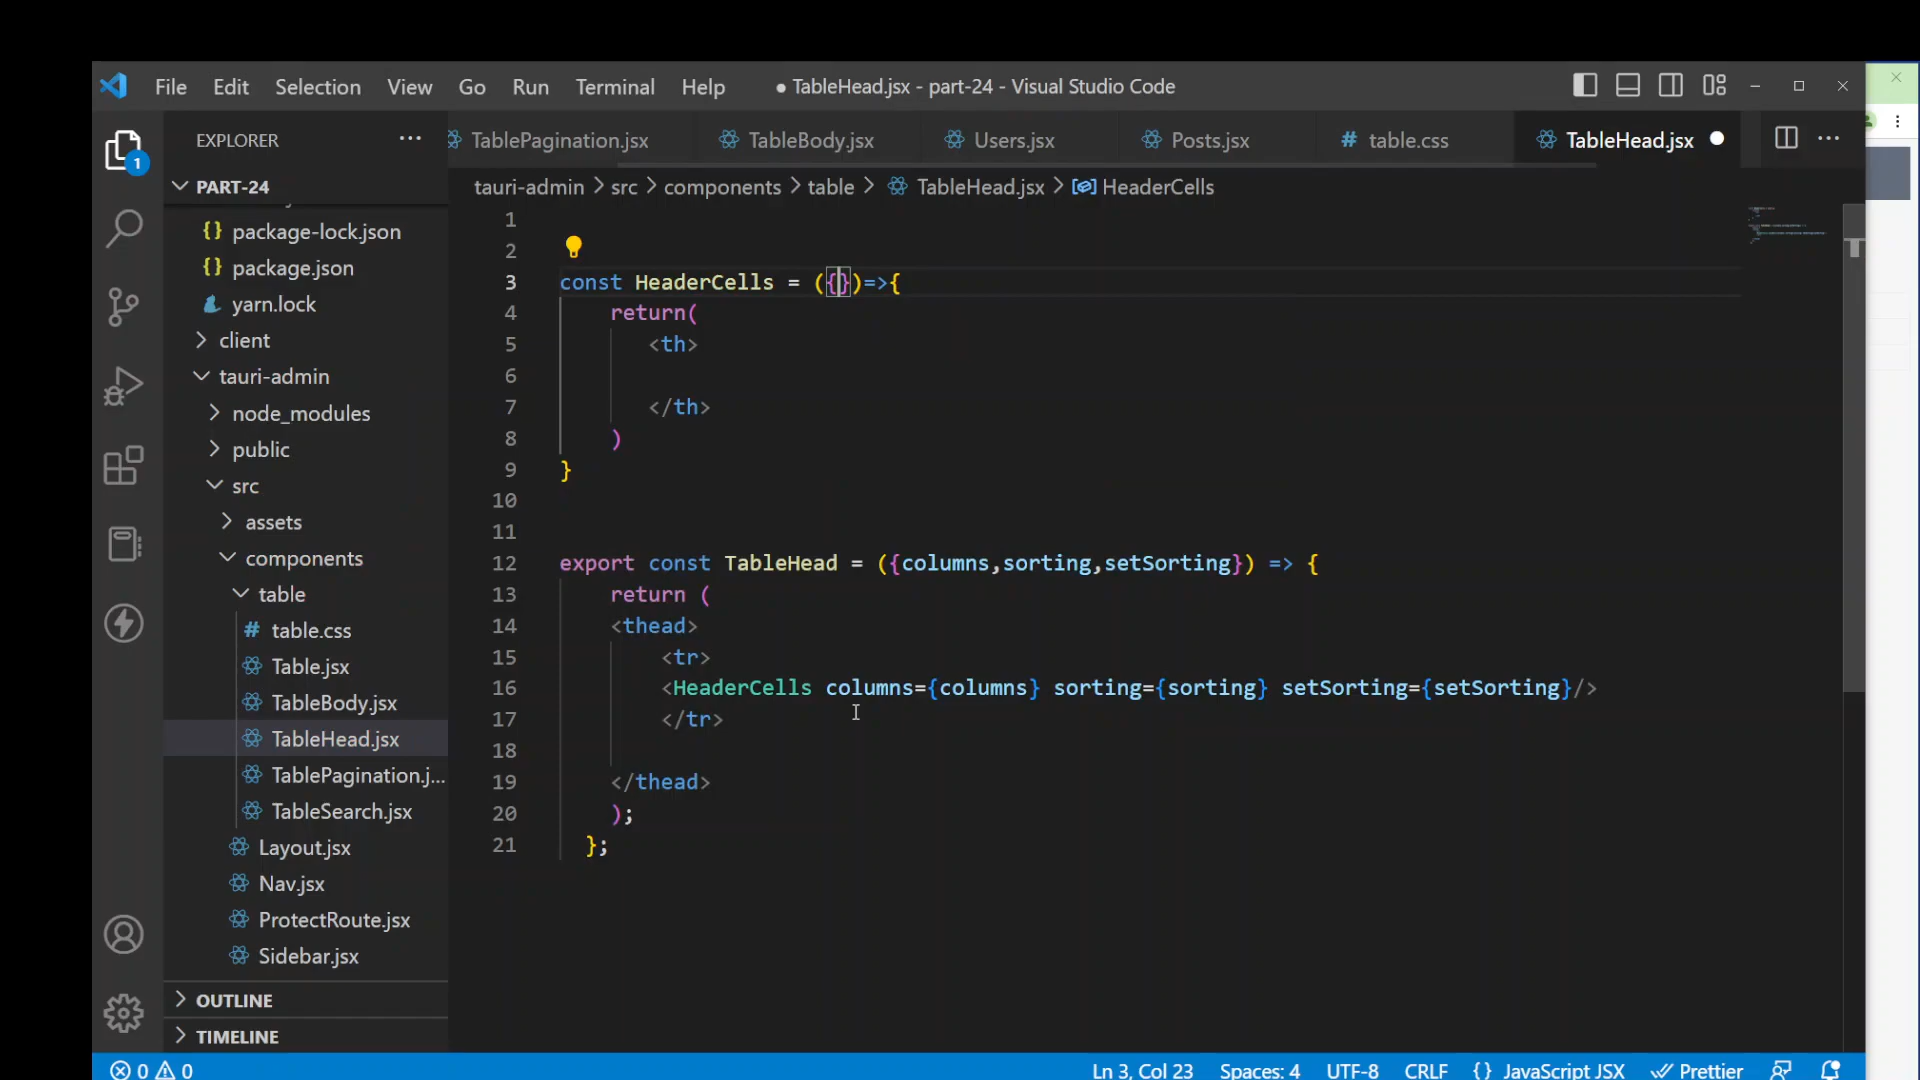 File Edit Selection View Go Run Terminal Help ● TableHead.jsx - part-24 - Visual Studio Code
EXPLORER ··· TablePagination.jsx TableBody.jsx Users.jsx Posts.jsx # table.css TableHead.jsx ● ···
1
PART-24
tauri-admin > src > components > table > TableHead.jsx > HeaderCells
{} package-lock.json
{} package.json
yarn.lock
client
tauri-admin
node_modules
public
src
assets
components
table
# table.css
Table.jsx
TableBody.jsx
TableHead.jsx
TablePagination.j...
TableSearch.jsx
Layout.jsx
Nav.jsx
ProtectRoute.jsx
Sidebar.jsx
OUTLINE
TIMELINE
1
2
3 const HeaderCells = ({})=>{
4 return(
5 <th>
6
7 </th>
8 )
9 }
10
11
12 export const TableHead = ({columns,sorting,setSorting}) => {
13 return (
14 <thead>
15 <tr>
16 <HeaderCells columns={columns} sorting={sorting} setSorting={setSorting}/>
17 </tr>
18
19 </thead>
20 );
21 };
0 0 Ln 3, Col 23 Spaces: 4 UTF-8 CRLF {} JavaScript JSX Prettier